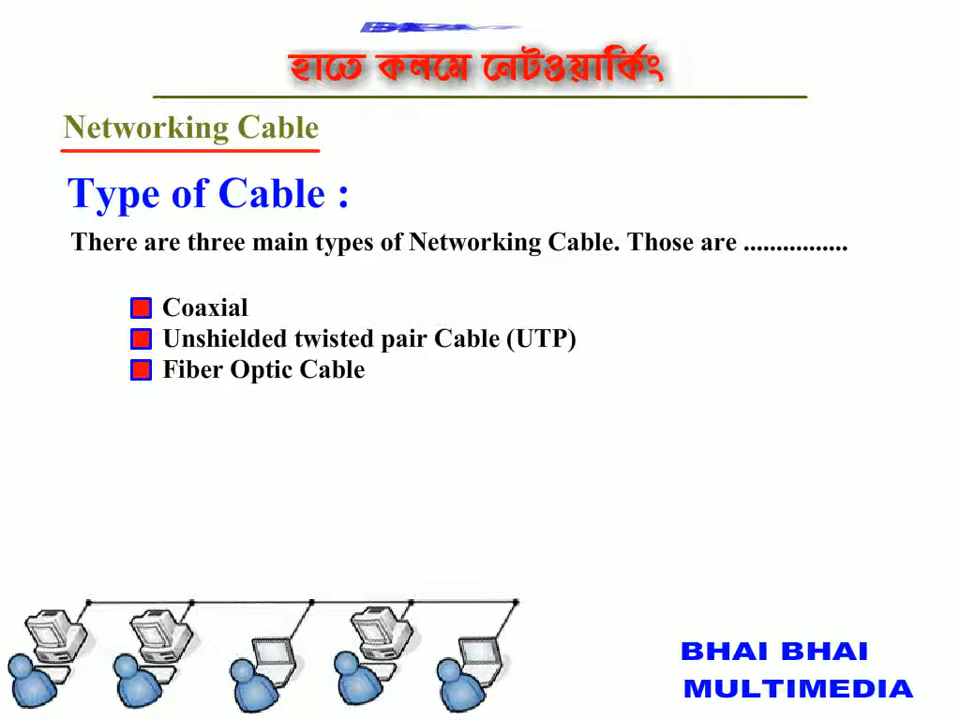 হাতে কলমে নেটওয়ার্কিং
Networking Cable
Type of Cable :
There are three main types of Networking Cable. Those are ................
Coaxial
Unshielded twisted pair Cable (UTP)
Fiber Optic Cable
BHAI BHAI
MULTIMEDIA